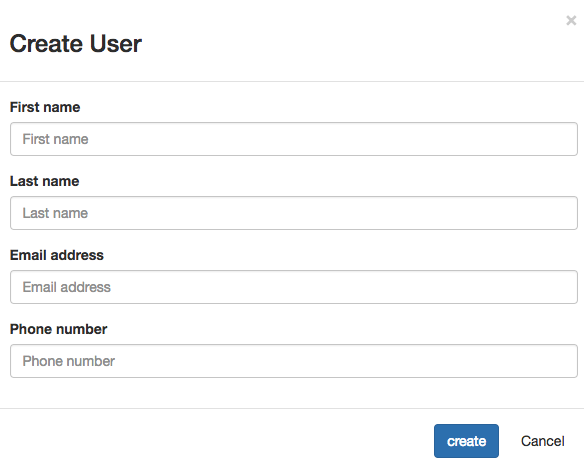 ×
Create User
First name
First name
Last name
Last name
Email address
Email address
Phone number
Phone number
create Cancel